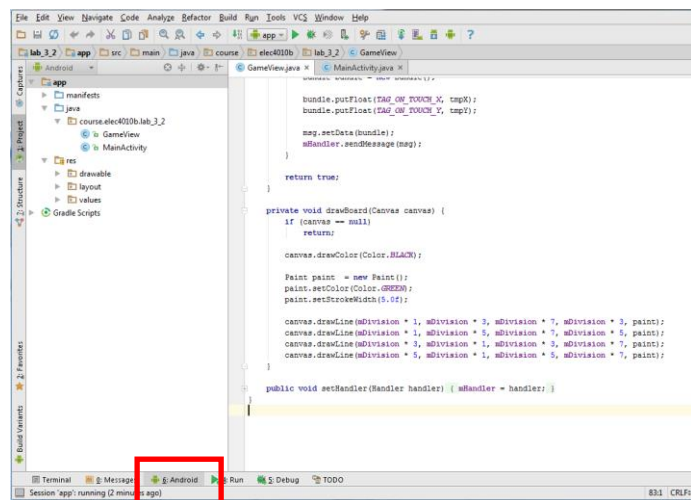 File Edit View Navigate Code Analyze Refactor Build Run Tools VCS Window Help
app
lab_3_2 app src main java course elec4010b lab_3_2 GameView
Android
GameView.java MainActivity.java
Captures
1: Project
Structure
2: Favorites
Build Variants
app
manifests
java
course.elec4010b.lab_3_2
GameView
MainActivity
res
drawable
layout
values
Gradle Scripts
bundle.putFloat(TAG_ON_TOUCH_X, tmpX);
bundle.putFloat(TAG_ON_TOUCH_Y, tmpY);
msg.setData(bundle);
mHandler.sendMessage(msg);
}
return true;
}
private void drawBoard(Canvas canvas) {
if (canvas == null)
return;
canvas.drawColor(Color.BLACK);
Paint paint = new Paint();
paint.setColor(Color.GREEN);
paint.setStrokeWidth(5.0f);
canvas.drawLine(mDivision * 1, mDivision * 3, mDivision * 7, mDivision * 3, paint);
canvas.drawLine(mDivision * 1, mDivision * 5, mDivision * 7, mDivision * 5, paint);
canvas.drawLine(mDivision * 3, mDivision * 1, mDivision * 3, mDivision * 7, paint);
canvas.drawLine(mDivision * 5, mDivision * 1, mDivision * 5, mDivision * 7, paint);
}
public void setHandler(Handler handler) { mHandler = handler; }
}
Terminal 0: Message 6: Android Run 5: Debug TODO
Session 'app': running (2 minutes ago) 83:1 CRLF